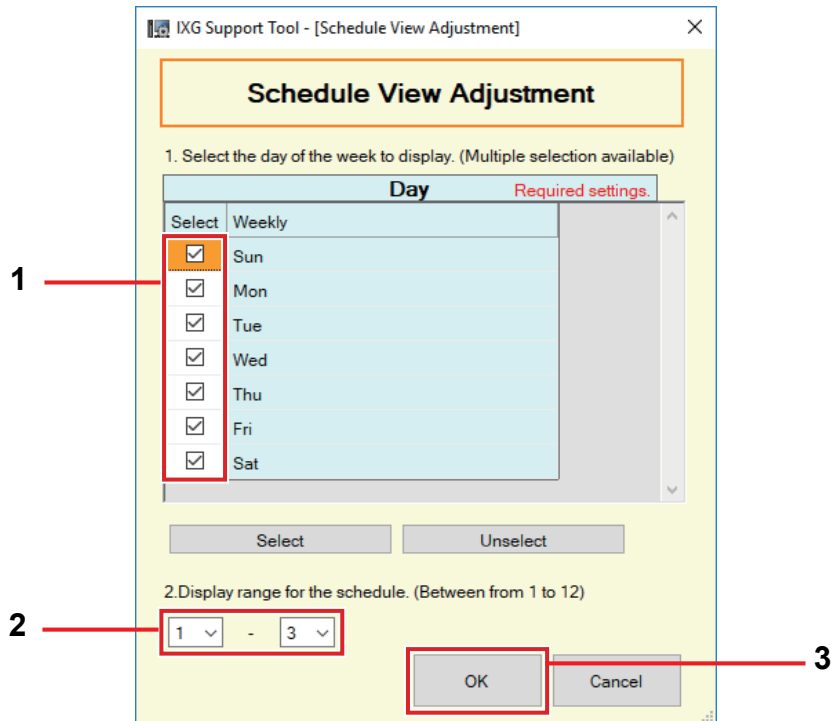 IXG Support Tool - [Schedule View Adjustment]
Schedule View Adjustment
1. Select the day of the week to display. (Multiple selection available)
Day Required settings.
Select Weekly
1
Sun
Mon
Tue
Wed
Thu
Fri
Sat
Select Unselect
2.Display range for the schedule. (Between from 1 to 12)
2
1 - 3
3
OK Cancel